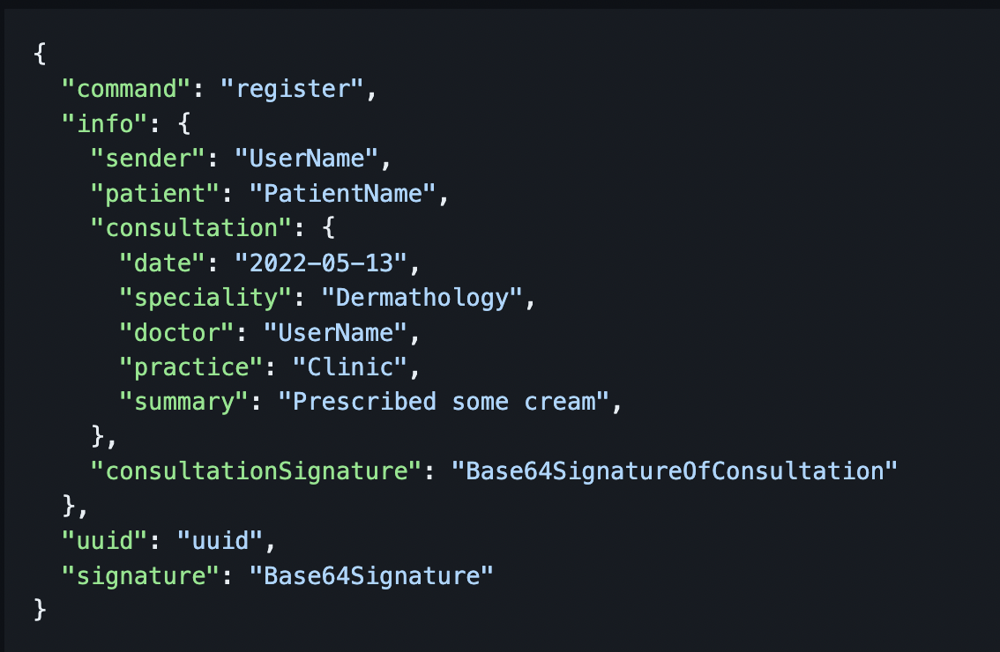 {
  "command": "register",
  "info": {
    "sender": "UserName",
    "patient": "PatientName",
    "consultation": {
      "date": "2022-05-13",
      "speciality": "Dermathology",
      "doctor": "UserName",
      "practice": "Clinic",
      "summary": "Prescribed some cream",
    },
    "consultationSignature": "Base64SignatureOfConsultation"
  },
  "uuid": "uuid",
  "signature": "Base64Signature"
}